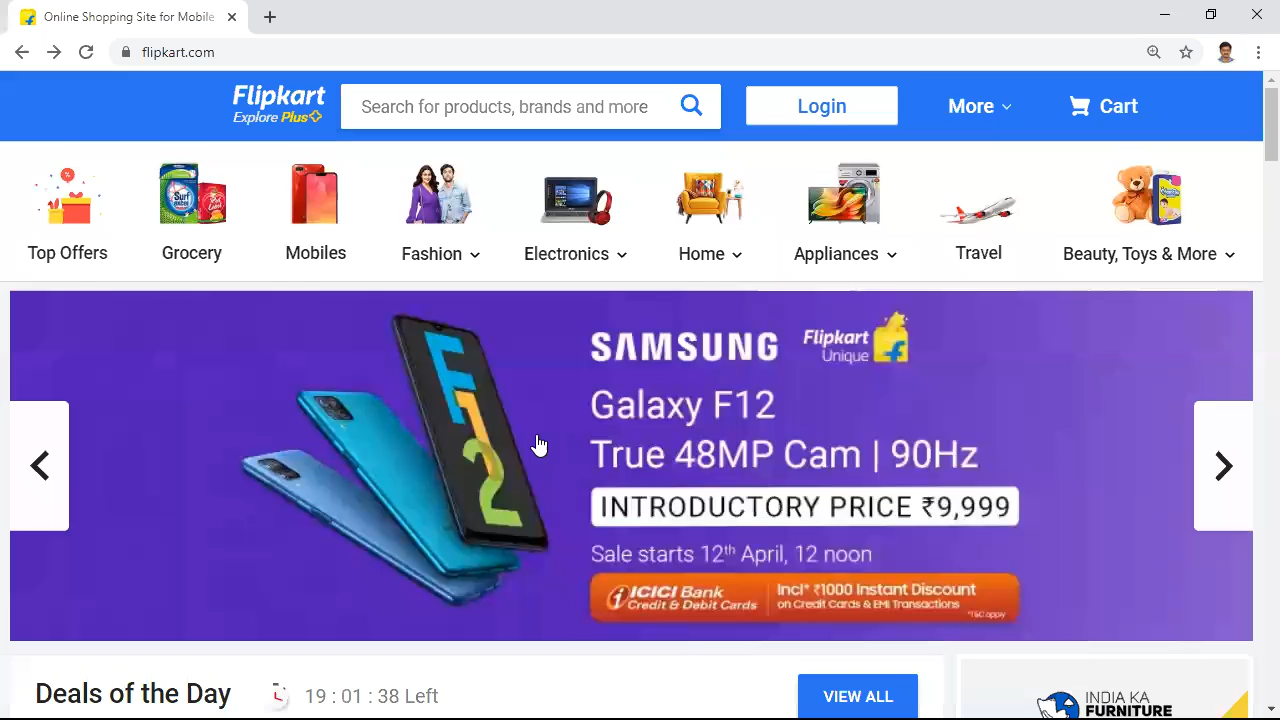 Online Shopping Site for Mobile
flipkart.com
Flipkart
Explore Plus
Search for products, brands and more
Login
More
Cart
Surf excel
Top Offers
Grocery
Mobiles
Fashion
Electronics
Home
Appliances
Travel
Beauty, Toys & More
F12
SAMSUNG
Flipkart
Unique
Galaxy F12
True 48MP Cam | 90Hz
INTRODUCTORY PRICE ₹9,999
Sale starts 12th April, 12 noon
ICICI Bank
Credit & Debit Cards
Incl* ₹1000 Instant Discount
on Credit Cards & EMI Transactions
*T&C apply
Deals of the Day
19 : 01 : 38 Left
VIEW ALL
INDIA KA
FURNITURE